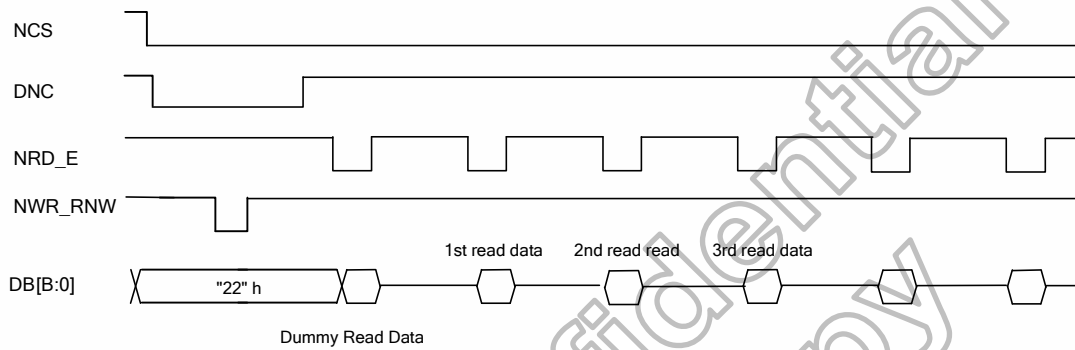 NCS
DNC
NRD_E
NWR_RNW
1st read data 2nd read read 3rd read data
DB[B:0] "22" h
Dummy Read Data